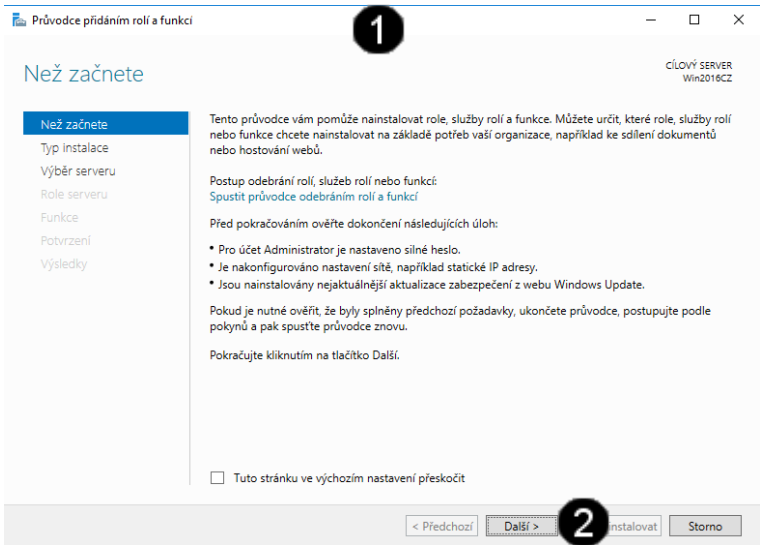 Průvodce přidáním rolí a funkcí
1
Než začnete
CÍLOVÝ SERVER
Win2016CZ
Než začnete
Typ instalace
Výběr serveru
Role serveru
Funkce
Potvrzení
Výsledky
Tento průvodce vám pomůže nainstalovat role, služby rolí a funkce. Můžete určit, které role, služby rolí
nebo funkce chcete nainstalovat na základě potřeb vaší organizace, například ke sdílení dokumentů
nebo hostování webů.
Postup odebrání rolí, služeb rolí nebo funkcí:
Spustit průvodce odebráním rolí a funkcí
Před pokračováním ověřte dokončení následujících úloh:
• Pro účet Administrator je nastaveno silné heslo.
• Je nakonfigurováno nastavení sítě, například statické IP adresy.
• Jsou nainstalovány nejaktuálnější aktualizace zabezpečení z webu Windows Update.
Pokud je nutné ověřit, že byly splněny předchozí požadavky, ukončete průvodce, postupujte podle
pokynů a pak spusťte průvodce znovu.
Pokračujte kliknutím na tlačítko Další.
Tuto stránku ve výchozím nastavení přeskočit
< Předchozí Další > 2 instalovat Storno